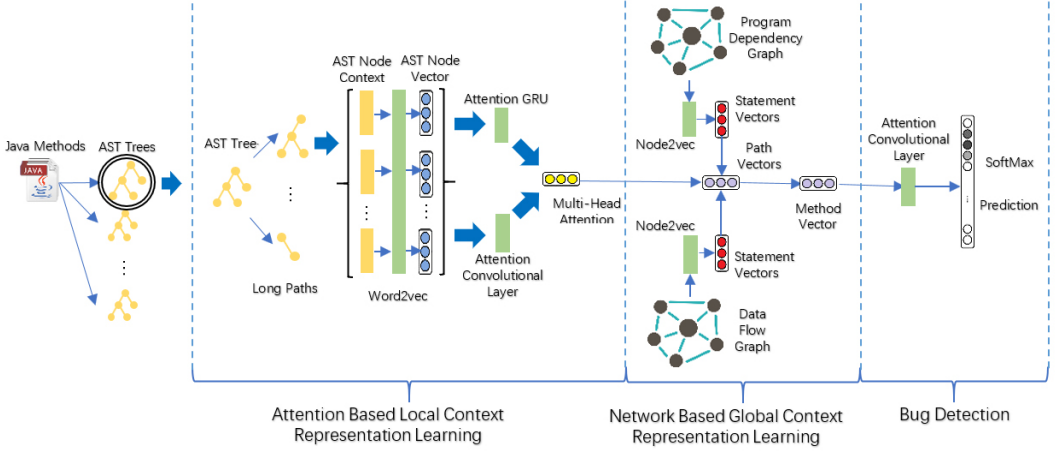 Java Methods
JAVA
AST Trees
AST Tree
Long Paths
AST Node
Context
AST Node
Vector
Word2vec
Attention GRU
Attention
Convolutional
Layer
Multi-Head
Attention
Program
Dependency
Graph
Node2vec
Statement
Vectors
Path
Vectors
Node2vec
Statement
Vectors
Data
Flow
Graph
Method
Vector
Attention
Convolutional
Layer
SoftMax
Prediction
Attention Based Local Context
Representation Learning
Network Based Global Context
Representation Learning
Bug Detection